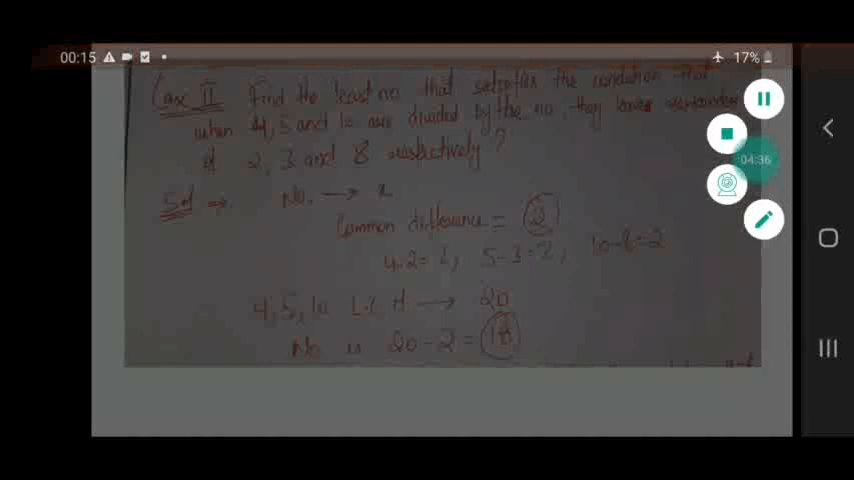 00:15 17%
Case II Find the least no that satisfies the condition that
when 4, 5 and 10 are divided by the no, they leave remainder
of 2, 3 and 8 respectively?
04:36
Sol ⇒ No. → x
Common difference = 2
4-2=2, 5-3=2, 10-8=2
4, 5, 10 L.C.M → 20
No is 20-2 = 18